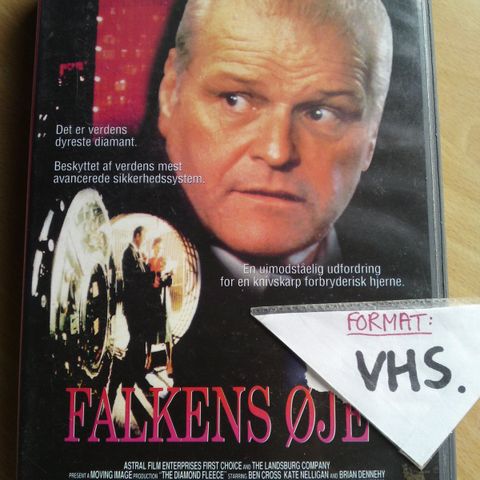 Det er verdens
dyreste diamant.
Beskyttet af verdens mest
avancerede sikkerhedssystem.
En uimodståelig udfordring
for en knivskarp forbryderisk hjerne.
FORMAT:
VHS.
FALKENS ØJE
ASTRAL FILM ENTERPRISES FIRST CHOICE AND THE LANDSBURG COMPANY
PRESENT A MOVING IMAGE PRODUCTION "THE DIAMOND FLEECE" STARRING BEN CROSS KATE NELLIGAN AND BRIAN DENNEHY